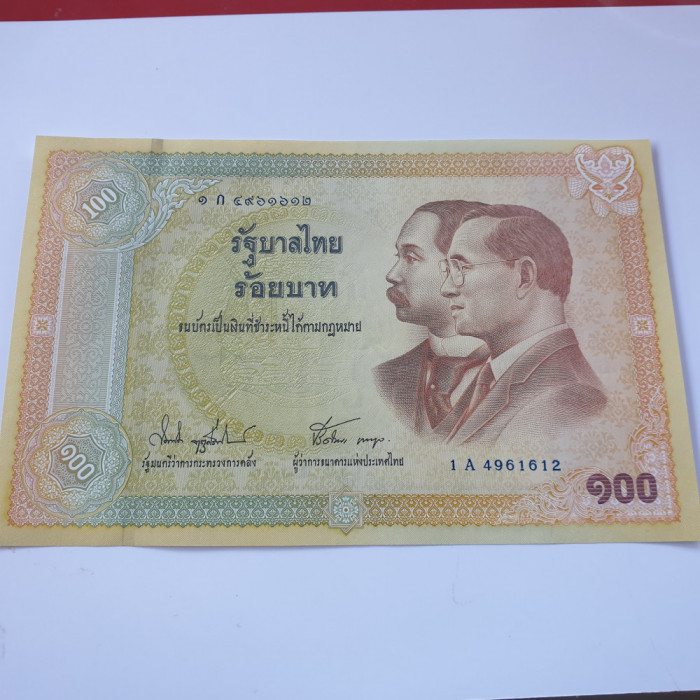 100
๑ ก ๔๙๖๑๖๑๒
รัฐบาลไทย
ร้อยบาท
ธนบัตรเป็นเงินที่ชำระหนี้ได้ตามกฎหมาย
รัฐมนตรีว่าการกระทรวงการคลัง ผู้ว่าการธนาคารแห่งประเทศไทย
1 A 4961612
๑๐๐
๑๐๐